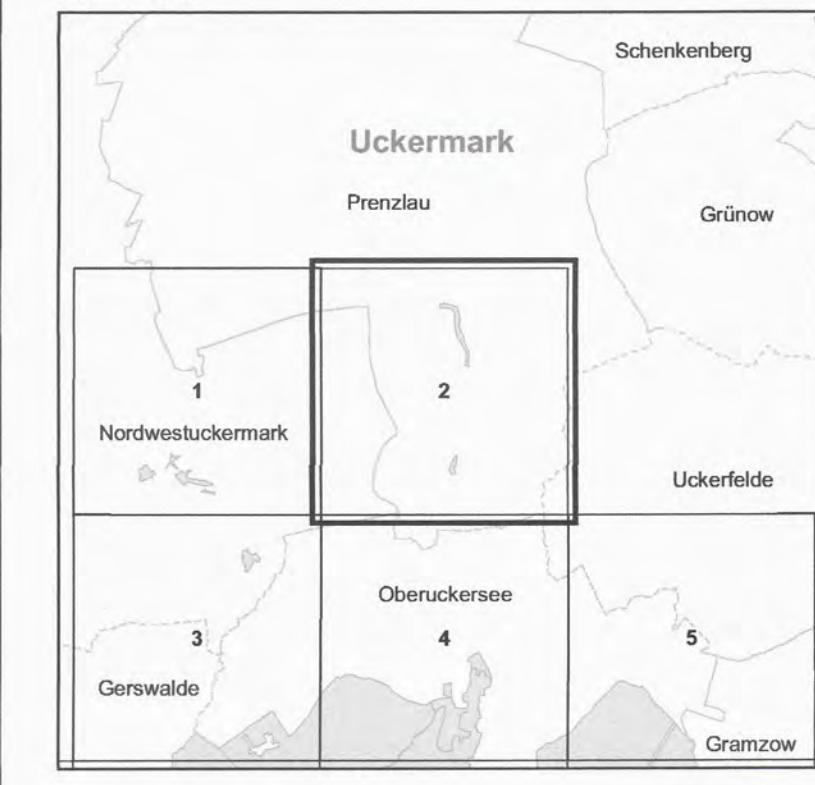 Schenkenberg
Uckermark
Prenzlau
Grünow
1
2
Nordwestuckermark
Uckerfelde
Oberuckersee
3
4
5
Gerswalde
Gramzow